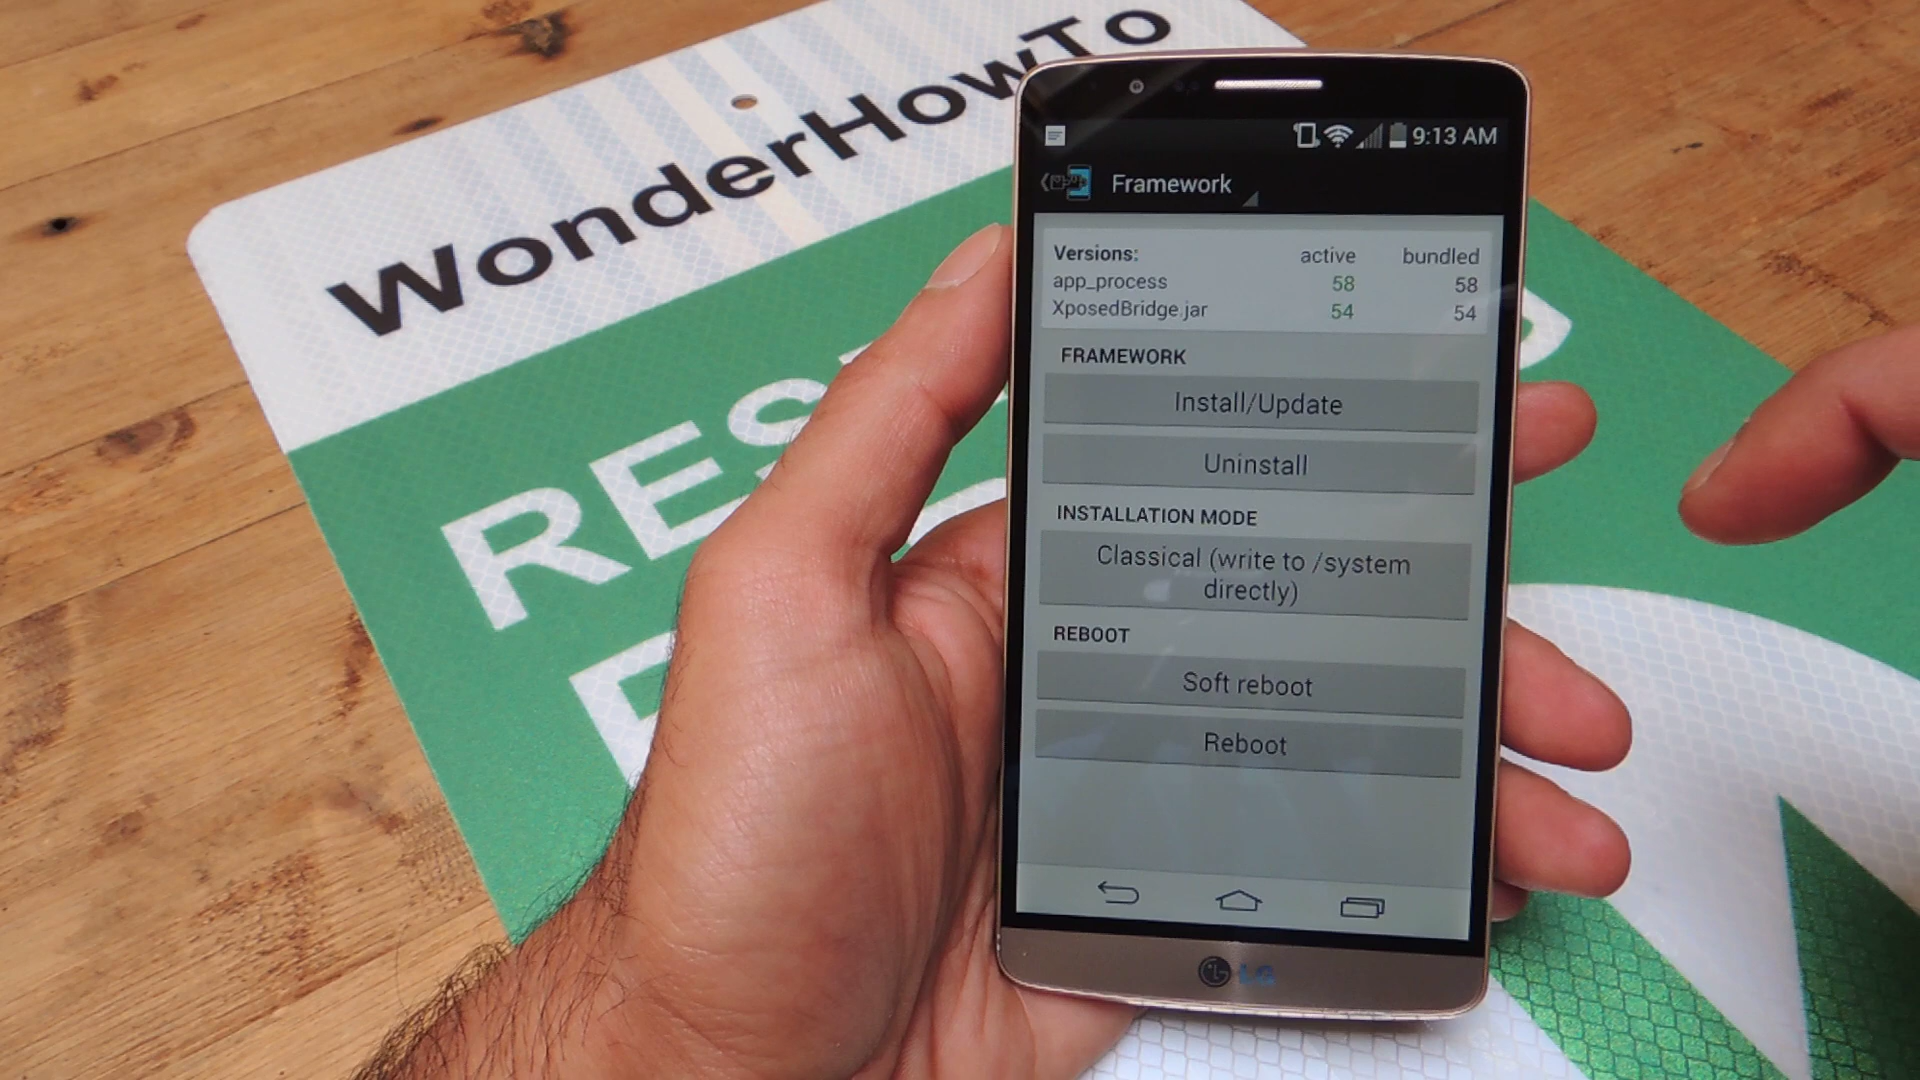 WonderHowTo
RES
9:13 AM
Framework
Versions: active bundled
app_process 58 58
XposedBridge.jar 54 54
FRAMEWORK
Install/Update
Uninstall
INSTALLATION MODE
Classical (write to /system
directly)
REBOOT
Soft reboot
Reboot
LG